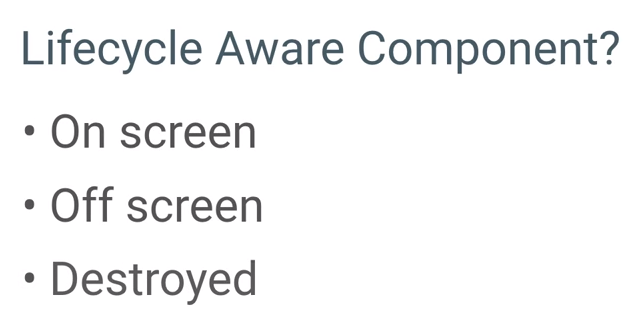 Lifecycle Aware Component?
• On screen
• Off screen
• Destroyed